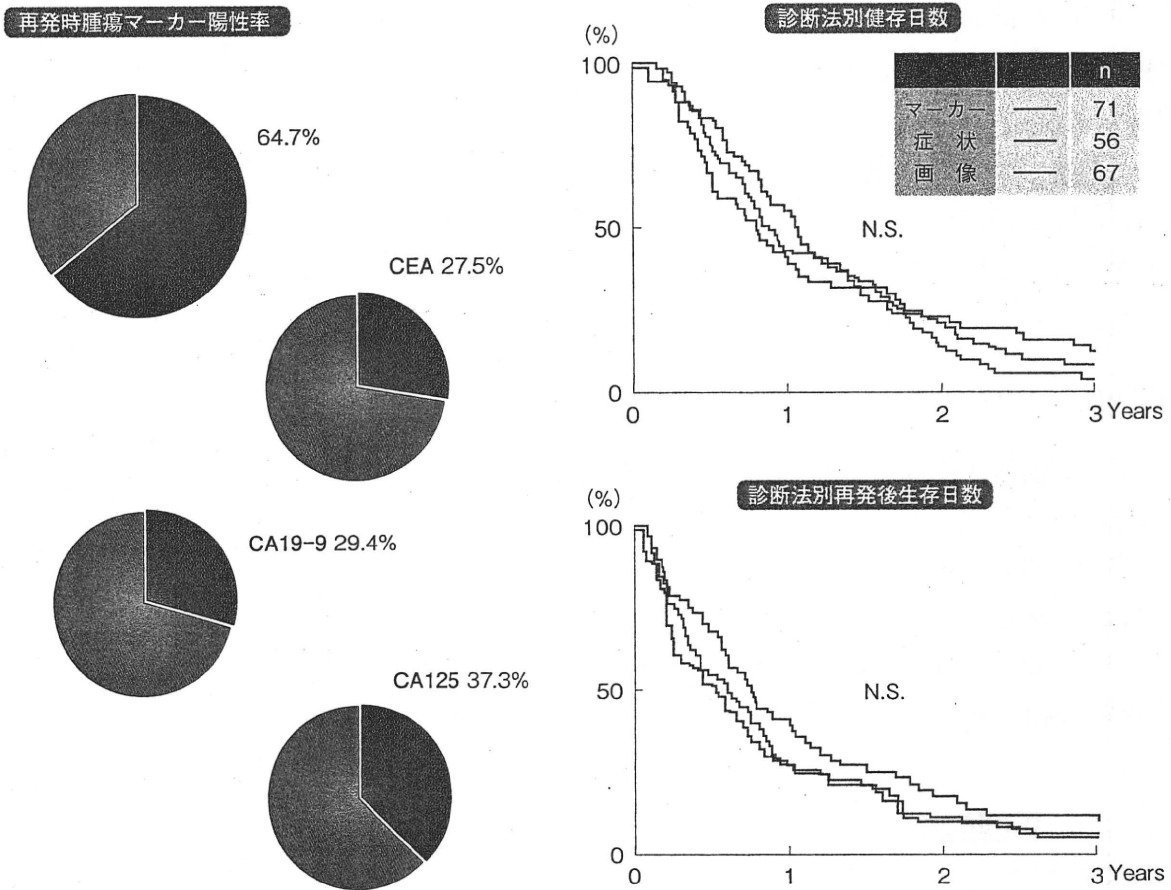 再発時腫瘍マーカー陽性率
64.7%
CEA 27.5%
CA19-9 29.4%
CA125 37.3%
診断法別健存日数
(%)
n
マーカー 71
症 状 56
画 像 67
100
50
0
N.S.
0 1 2 3 Years
診断法別再発後生存日数
(%)
100
50
0
N.S.
0 1 2 3 Years